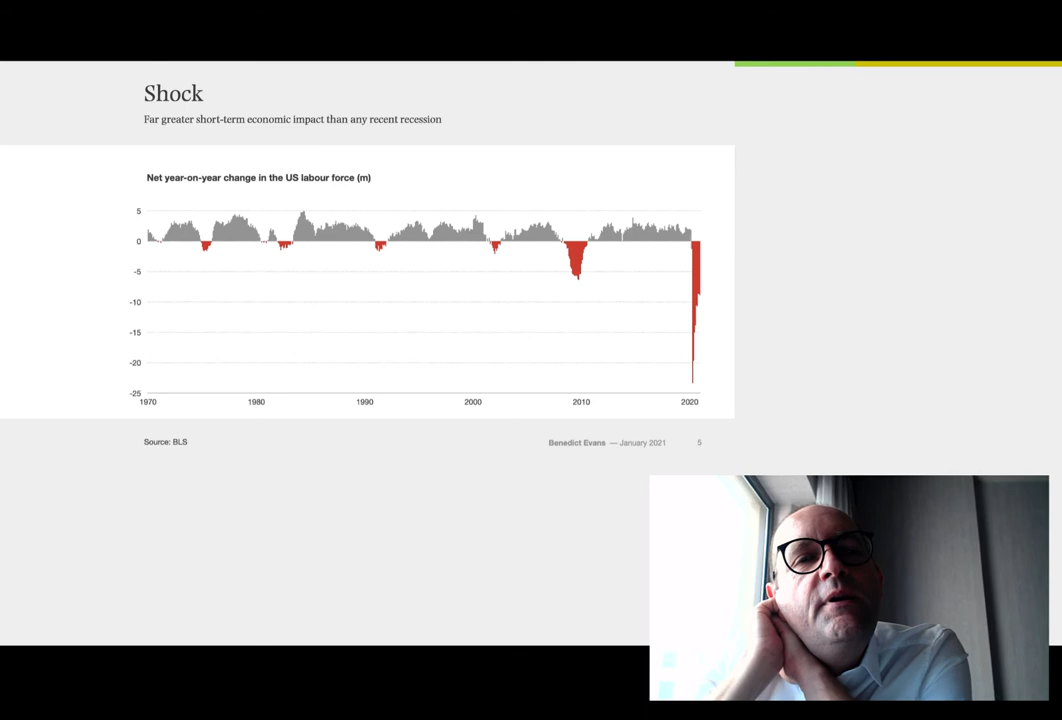 Shock
Far greater short-term economic impact than any recent recession
Net year-on-year change in the US labour force (m)
5
0
-5
-10
-15
-20
-25
1970 1980 1990 2000 2010 2020
Source: BLS
Benedict Evans — January 2021 5